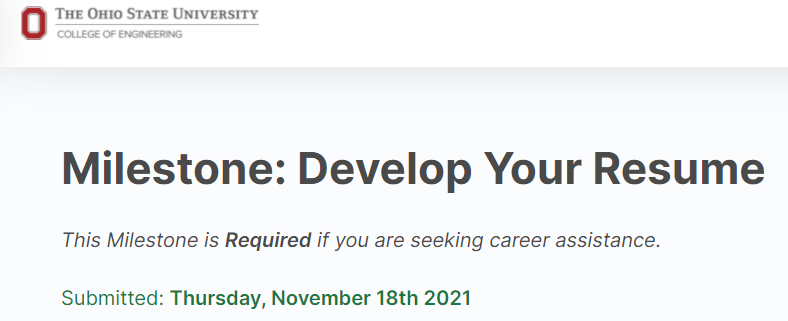 THE OHIO STATE UNIVERSITY
COLLEGE OF ENGINEERING
Milestone: Develop Your Resume
This Milestone is Required if you are seeking career assistance.
Submitted: Thursday, November 18th 2021